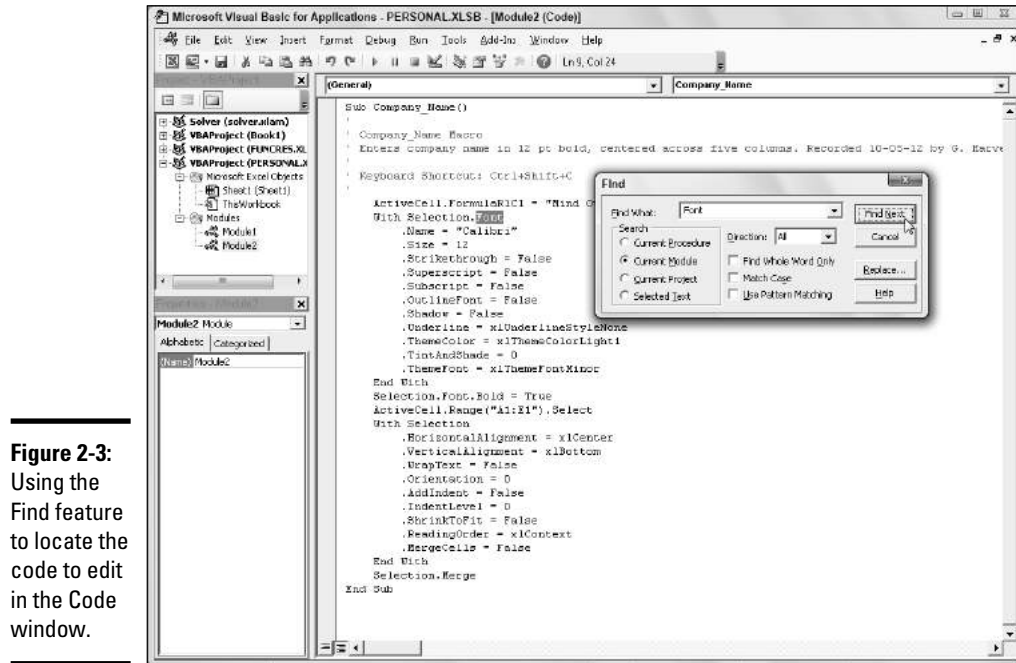 Microsoft Visual Basic for Applications - PERSONAL.XLSB - [Module2 (Code)]
File Edit View Insert Format Debug Run Tools Add-Ins Window Help
Ln 9, Col 24
(General)
Company_Name
Solver (solver.xlam)
VBAProject (Book1)
VBAProject (FUNCRES.XL
VBAProject (PERSONAL.X
Microsoft Excel Objects
Sheet1 (Sheet1)
ThisWorkbook
Modules
Module1
Module2
Module2 Module
Alphabetic Categorized
(Name) Module2
Sub Company_Name()
'
' Company_Name Macro
' Enters company name in 12 pt bold, centered across five columns. Recorded 10-05-12 by G. Harve
'
' Keyboard Shortcut: Ctrl+Shift+C
'
ActiveCell.FormulaR1C1 = "Mind O
With Selection.Font
.Name = "Calibri"
.Size = 12
.Strikethrough = False
.Superscript = False
.Subscript = False
.OutlineFont = False
.Shadow = False
.Underline = xlUnderlineStyleNone
.ThemeColor = xlThemeColorLight1
.TintAndShade = 0
.ThemeFont = xlThemeFontMinor
End With
Selection.Font.Bold = True
ActiveCell.Range("A1:E1").Select
With Selection
.HorizontalAlignment = xlCenter
.VerticalAlignment = xlBottom
.WrapText = False
.Orientation = 0
.AddIndent = False
.IndentLevel = 0
.ShrinkToFit = False
.ReadingOrder = xlContext
.MergeCells = False
End With
Selection.Merge
End Sub
Find
Find What: Font
Find Next
Search
Current Procedure
Current Module
Current Project
Selected Text
Direction: All
Find Whole Word Only
Match Case
Use Pattern Matching
Cancel
Replace...
Help
Figure 2-3:
Using the
Find feature
to locate the
code to edit
in the Code
window.